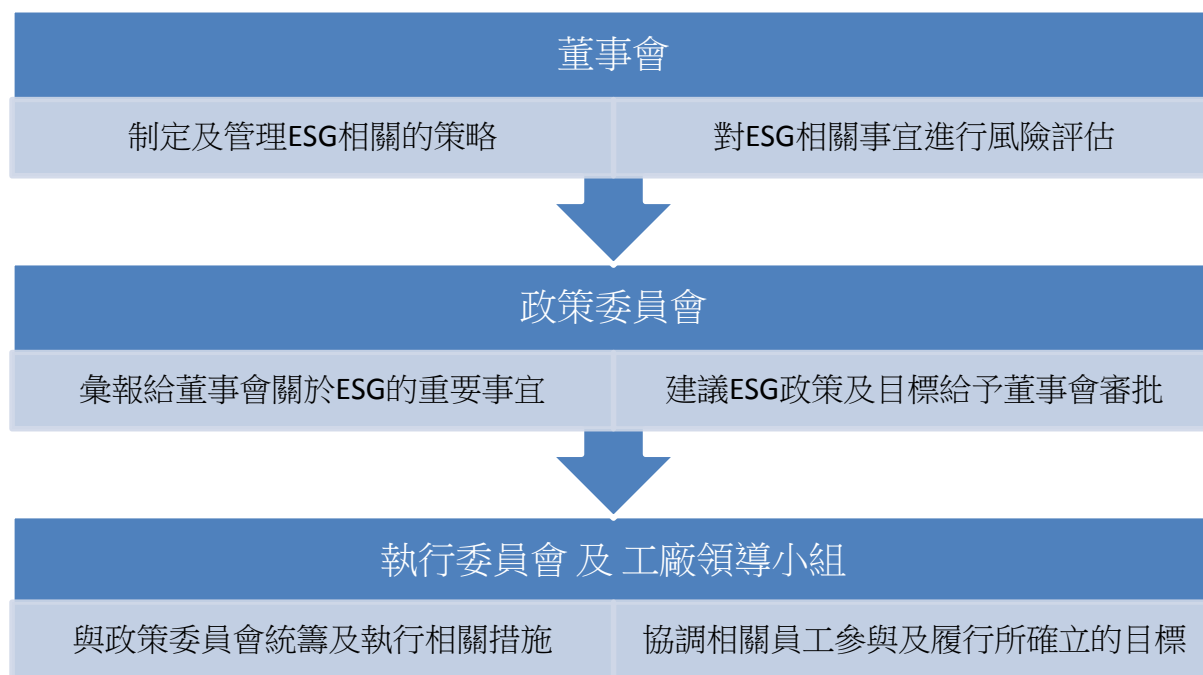 董事會
制定及管理ESG相關的策略
對ESG相關事宜進行風險評估
政策委員會
彙報給董事會關於ESG的重要事宜
建議ESG政策及目標給予董事會審批
執行委員會 及 工廠領導小組
與政策委員會統籌及執行相關措施
協調相關員工參與及履行所確立的目標